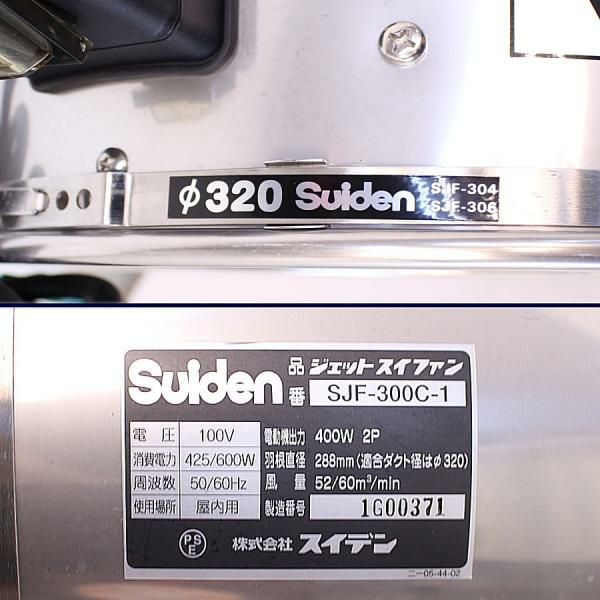 φ320 Suiden SJF-304
SJF-306
Suiden 品番 ジェットスイファン
SJF-300C-1
電圧 100V 電動機出力 400W 2P
消費電力 425/600W 羽根直径 288mm(適合ダクト径はφ320)
周波数 50/60Hz 風量 52/60m³/min
使用場所 屋内用 製造番号 1G00371
PSE 株式会社 スイデン
ニー05-44-02